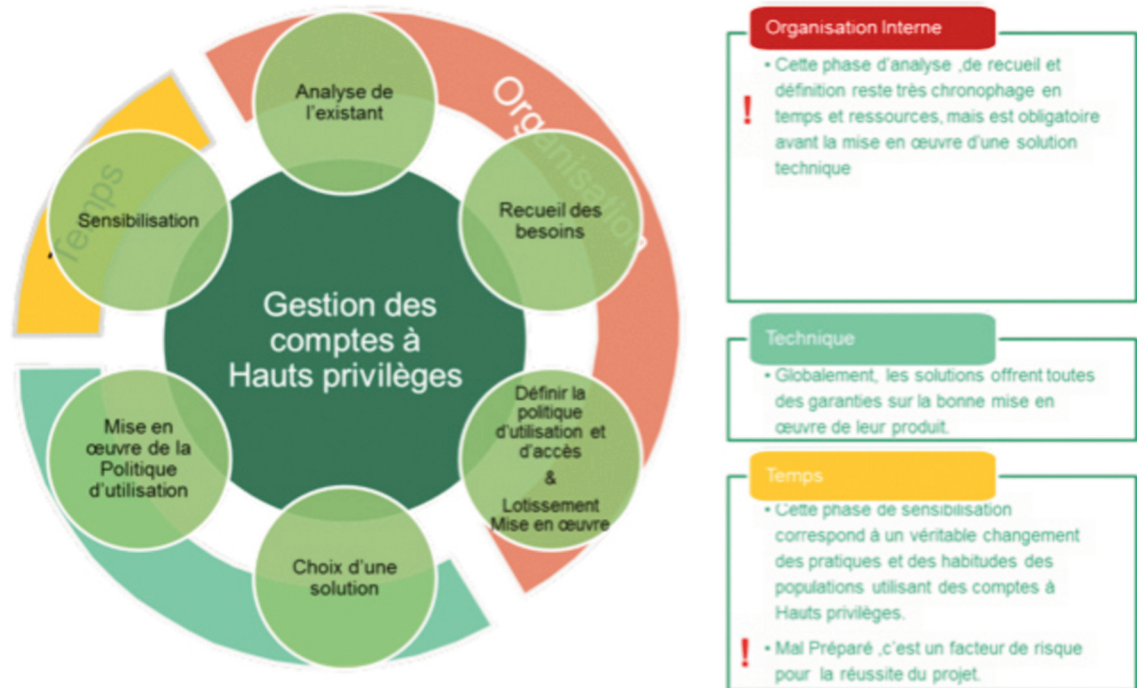 Analyse de
l'existant
Organisation
Recueil des
besoins
Définir la
politique
d'utilisation et
d'accès
&
Lotissement
Mise en œuvre
Choix d'une
solution
Mise en
œuvre de la
Politique
d'utilisation
Sensibilisation
Temps
Gestion des
comptes à
Hauts privilèges
Organisation Interne
• Cette phase d'analyse ,de recueil et
définition reste très chronophage en
! temps et ressources, mais est obligatoire
avant la mise en œuvre d'une solution
technique
Technique
• Globalement, les solutions offrent toutes
des garanties sur la bonne mise en
œuvre de leur produit.
Temps
• Cette phase de sensibilisation
correspond à un véritable changement
des pratiques et des habitudes des
populations utilisant des comptes à
Hauts privilèges.
! • Mal Préparé ,c'est un facteur de risque
pour la réussite du projet.